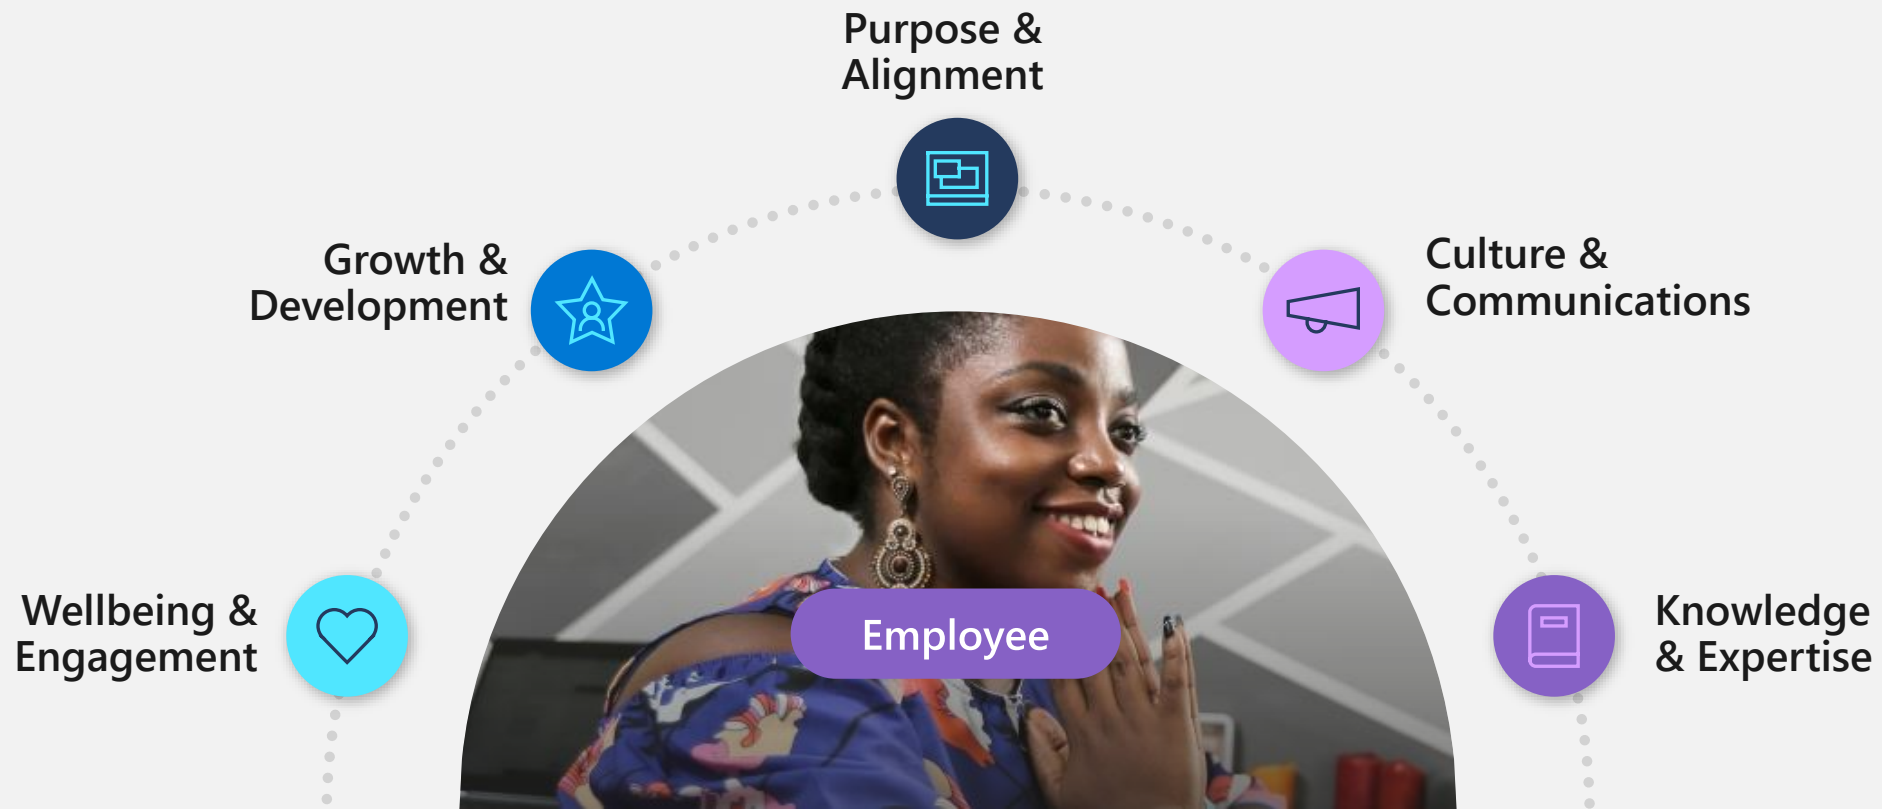 Purpose &
Alignment
Growth &
Development
Culture &
Communications
Wellbeing &
Engagement
Employee
Knowledge
& Expertise